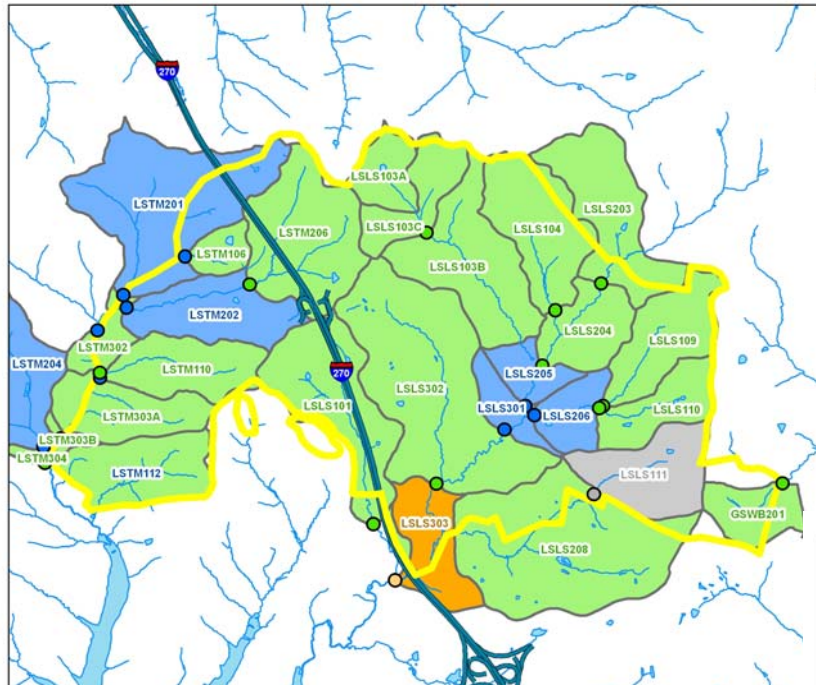 270
LSLS103A
LSTM201
LSLS203
LSLS103C
LSTM206
LSLS104
LSTM106
LSLS103B
LSTM202
LSLS204
LSTM302
LSLS109
LSTM204
LSTM110
LSLS205
270
LSLS101
LSLS302
LSLS301
LSLS206
LSLS110
LSTM303A
LSTM303B
LSTM304
LSTM112
LSLS111
GSWB201
LSLS303
LSLS208